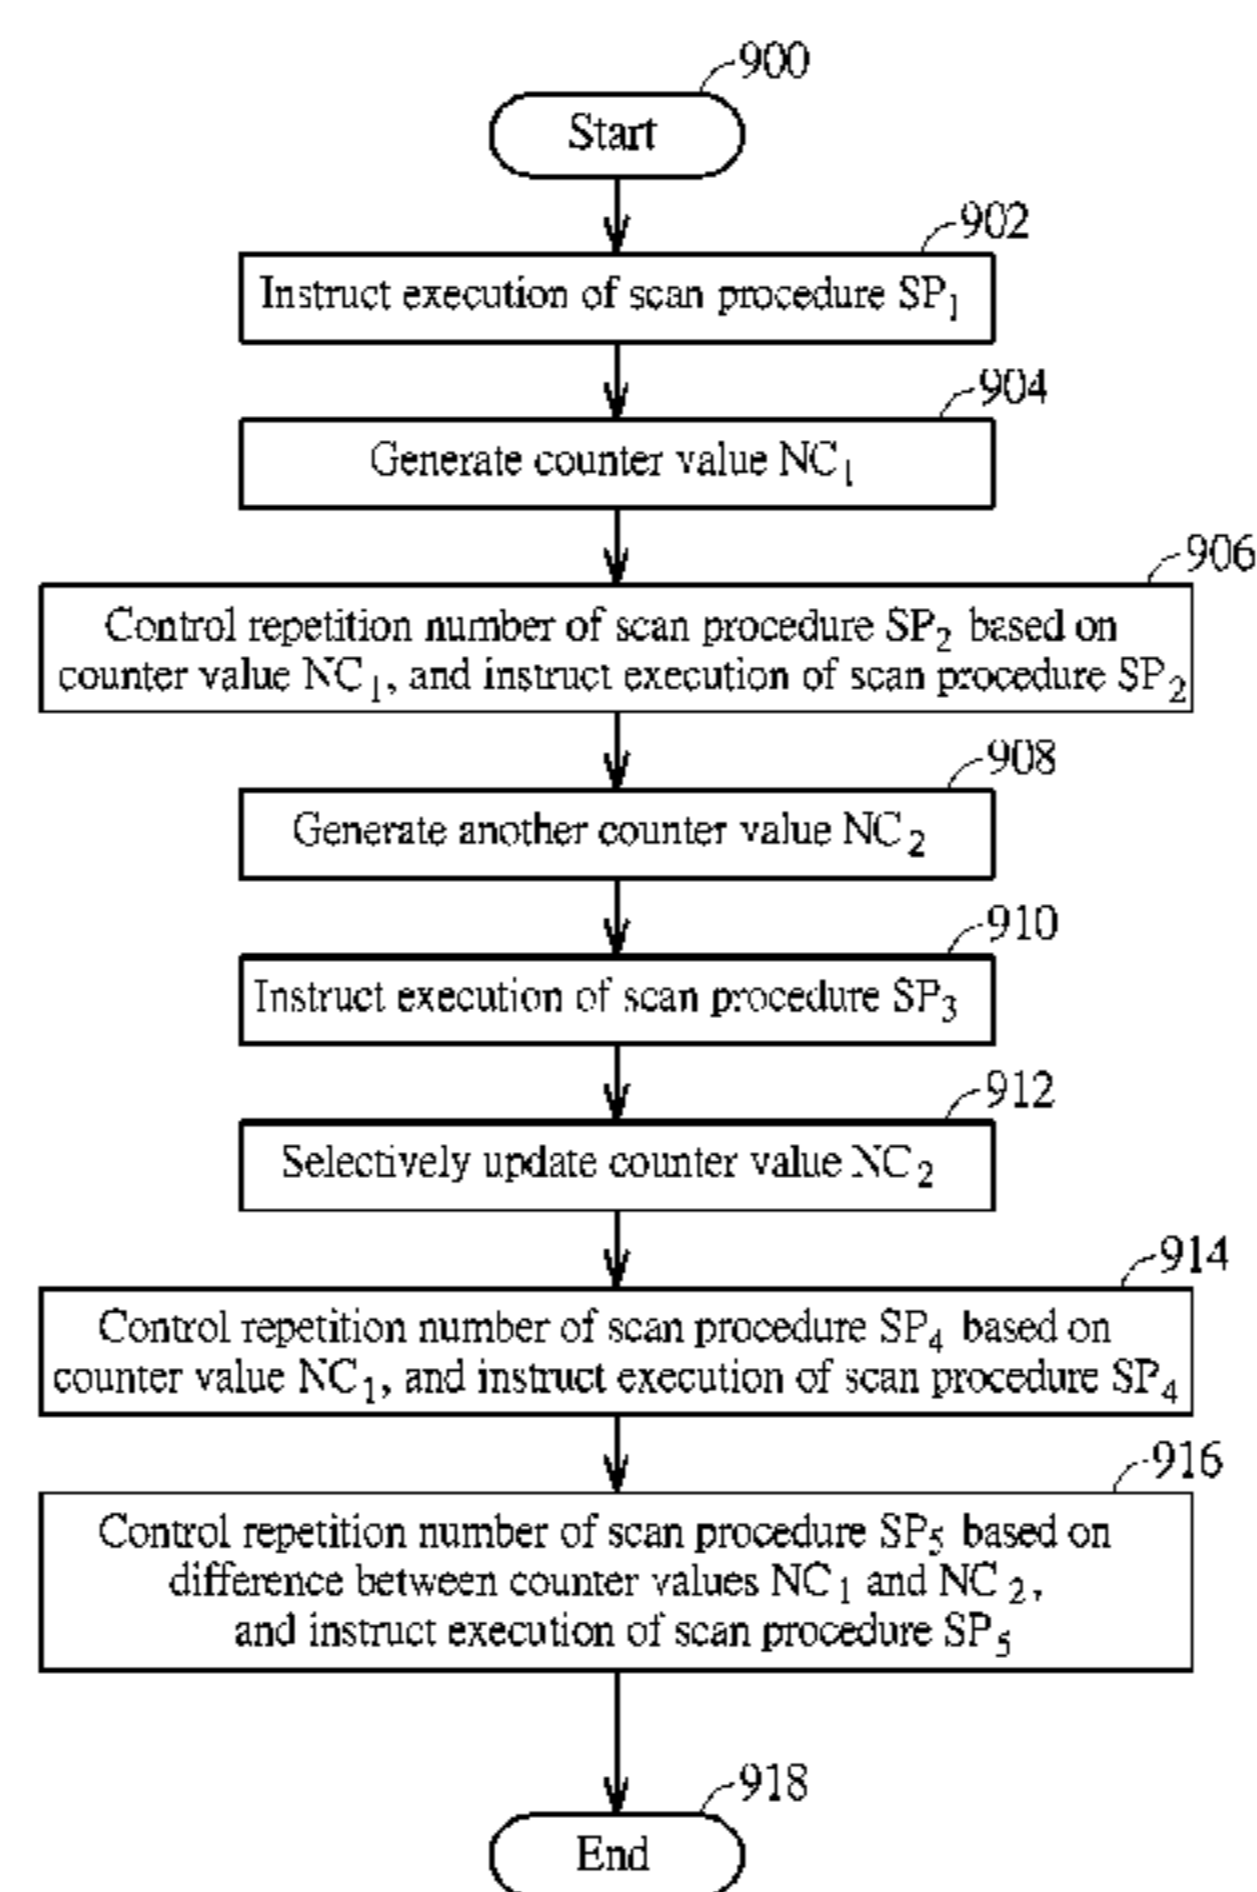 900
Start
902
Instruct execution of scan procedure SP₁
904
Generate counter value NC₁
906
Control repetition number of scan procedure SP₂ based on
counter value NC₁, and instruct execution of scan procedure SP₂
908
Generate another counter value NC₂
910
Instruct execution of scan procedure SP₃
912
Selectively update counter value NC₂
914
Control repetition number of scan procedure SP₄ based on
counter value NC₁, and instruct execution of scan procedure SP₄
916
Control repetition number of scan procedure SP₅ based on
difference between counter values NC₁ and NC₂,
and instruct execution of scan procedure SP₅
918
End